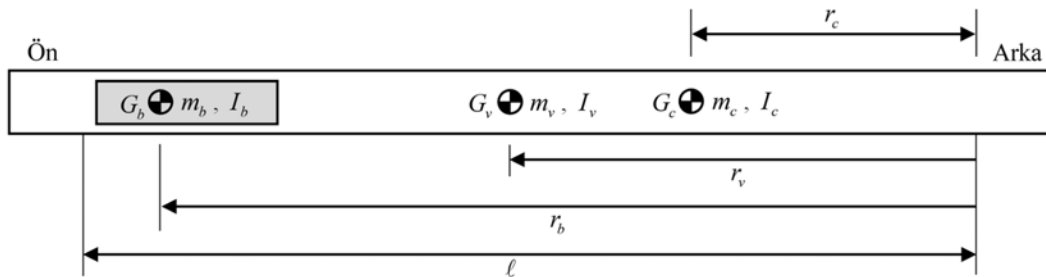 r_c
Ön Arka
G_b m_b , I_b G_v m_v , I_v G_c m_c , I_c
r_v
r_b
ℓ